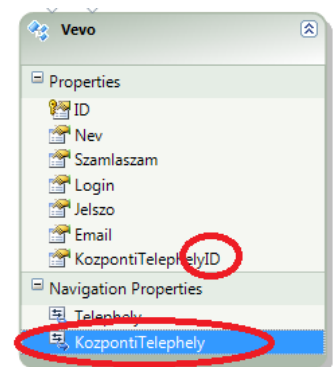 Vevo
Properties
ID
Nev
Szamlaszam
Login
Jelszo
Email
KozpontiTelephelyID
Navigation Properties
Telephely
KozpontiTelephely